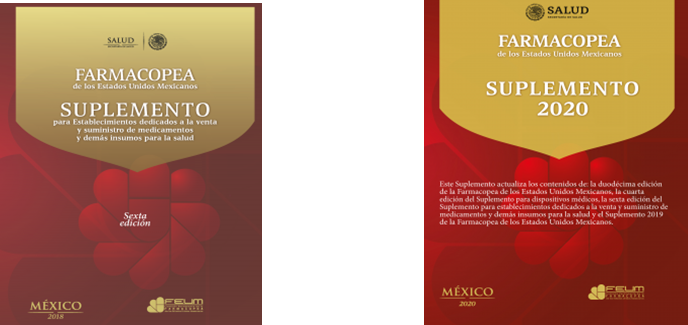 SALUD
FARMACOPEA
de los Estados Unidos Mexicanos
SUPLEMENTO
para Establecimientos dedicados a la venta
y suministro de medicamentos
y demás insumos para la salud
Sexta
edición
MÉXICO
2018
FEUM
SALUD
SECRETARÍA DE SALUD
FARMACOPEA
de los Estados Unidos Mexicanos
SUPLEMENTO
2020
Este Suplemento actualiza los contenidos de: la duodécima edición
de la Farmacopea de los Estados Unidos Mexicanos, la cuarta
edición del Suplemento para dispositivos médicos, la sexta edición del
Suplemento para establecimientos dedicados a la venta y suministro de
medicamentos y demás insumos para la salud y el Suplemento 2019
de la Farmacopea de los Estados Unidos Mexicanos.
MÉXICO
2020
FEUM